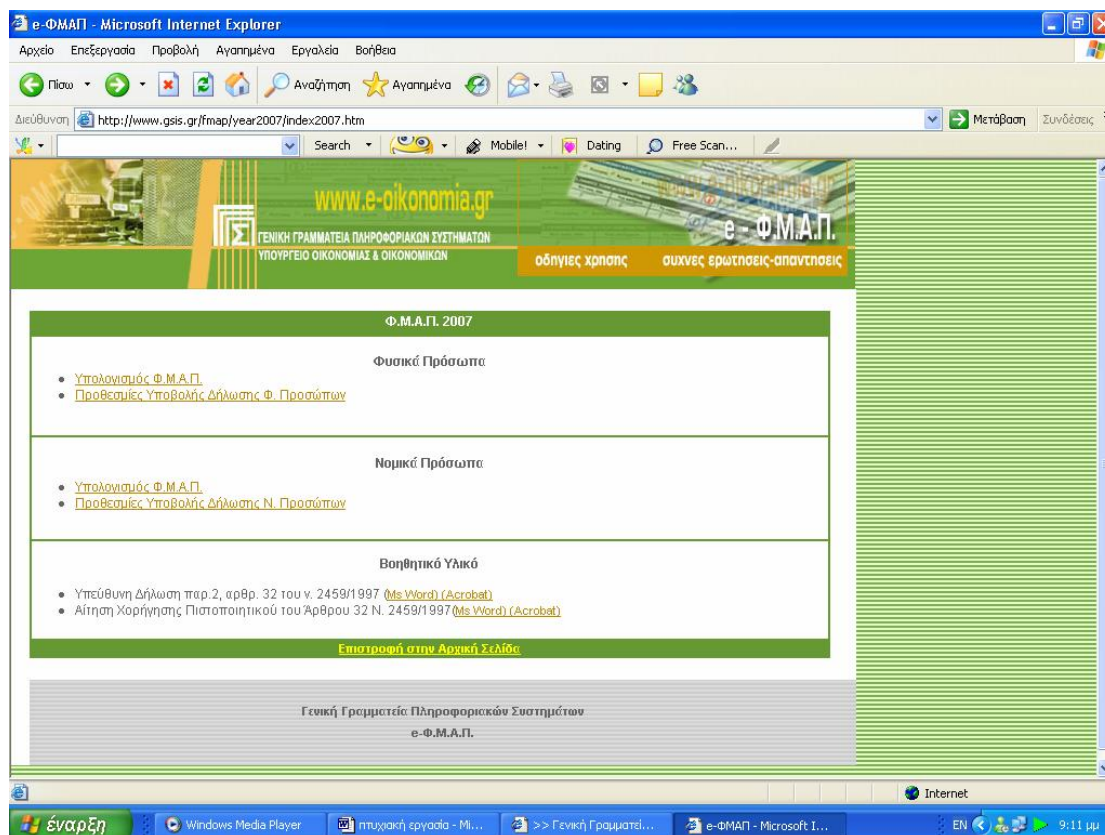 e-ΦΜΑΠ - Microsoft Internet Explorer
Αρχείο Επεξεργασία Προβολή Αγαπημένα Εργαλεία Βοήθεια
Πίσω Αναζήτηση Αγαπημένα
Διεύθυνση http://www.gsis.gr/fmap/year2007/index2007.htm Μετάβαση Συνδέσεις
Search Mobile! Dating Free Scan...
www.e-oikonomia.gr
e - Φ.Μ.Α.Π.
ΓΕΝΙΚΗ ΓΡΑΜΜΑΤΕΙΑ ΠΛΗΡΟΦΟΡΙΑΚΩΝ ΣΥΣΤΗΜΑΤΩΝ
ΥΠΟΥΡΓΕΙΟ ΟΙΚΟΝΟΜΙΑΣ & ΟΙΚΟΝΟΜΙΚΩΝ
οδηγιες χρησης συχνες ερωτησεις-απαντησεις
Φ.Μ.Α.Π. 2007
Φυσικά Πρόσωπα
Υπολογισμός Φ.Μ.Α.Π.
Προθεσμίες Υποβολής Δήλωσης Φ. Προσώπων
Νομικά Πρόσωπα
Υπολογισμός Φ.Μ.Α.Π.
Προθεσμίες Υποβολής Δήλωσης Ν. Προσώπων
Βοηθητικό Υλικό
Υπεύθυνη Δήλωση παρ.2, αρθρ. 32 του ν. 2459/1997 (Ms Word) (Acrobat)
Αίτηση Χορήγησης Πιστοποιητικού του Άρθρου 32 Ν. 2459/1997(Ms Word) (Acrobat)
Επιστροφή στην Αρχική Σελίδα
Γενική Γραμματεία Πληροφοριακών Συστημάτων
e-Φ.Μ.Α.Π.
Internet
έναρξη Windows Media Player πτυχιακή εργασία - Mi... >> Γενική Γραμματεί... e-ΦΜΑΠ - Microsoft I... EN 9:11 μμ